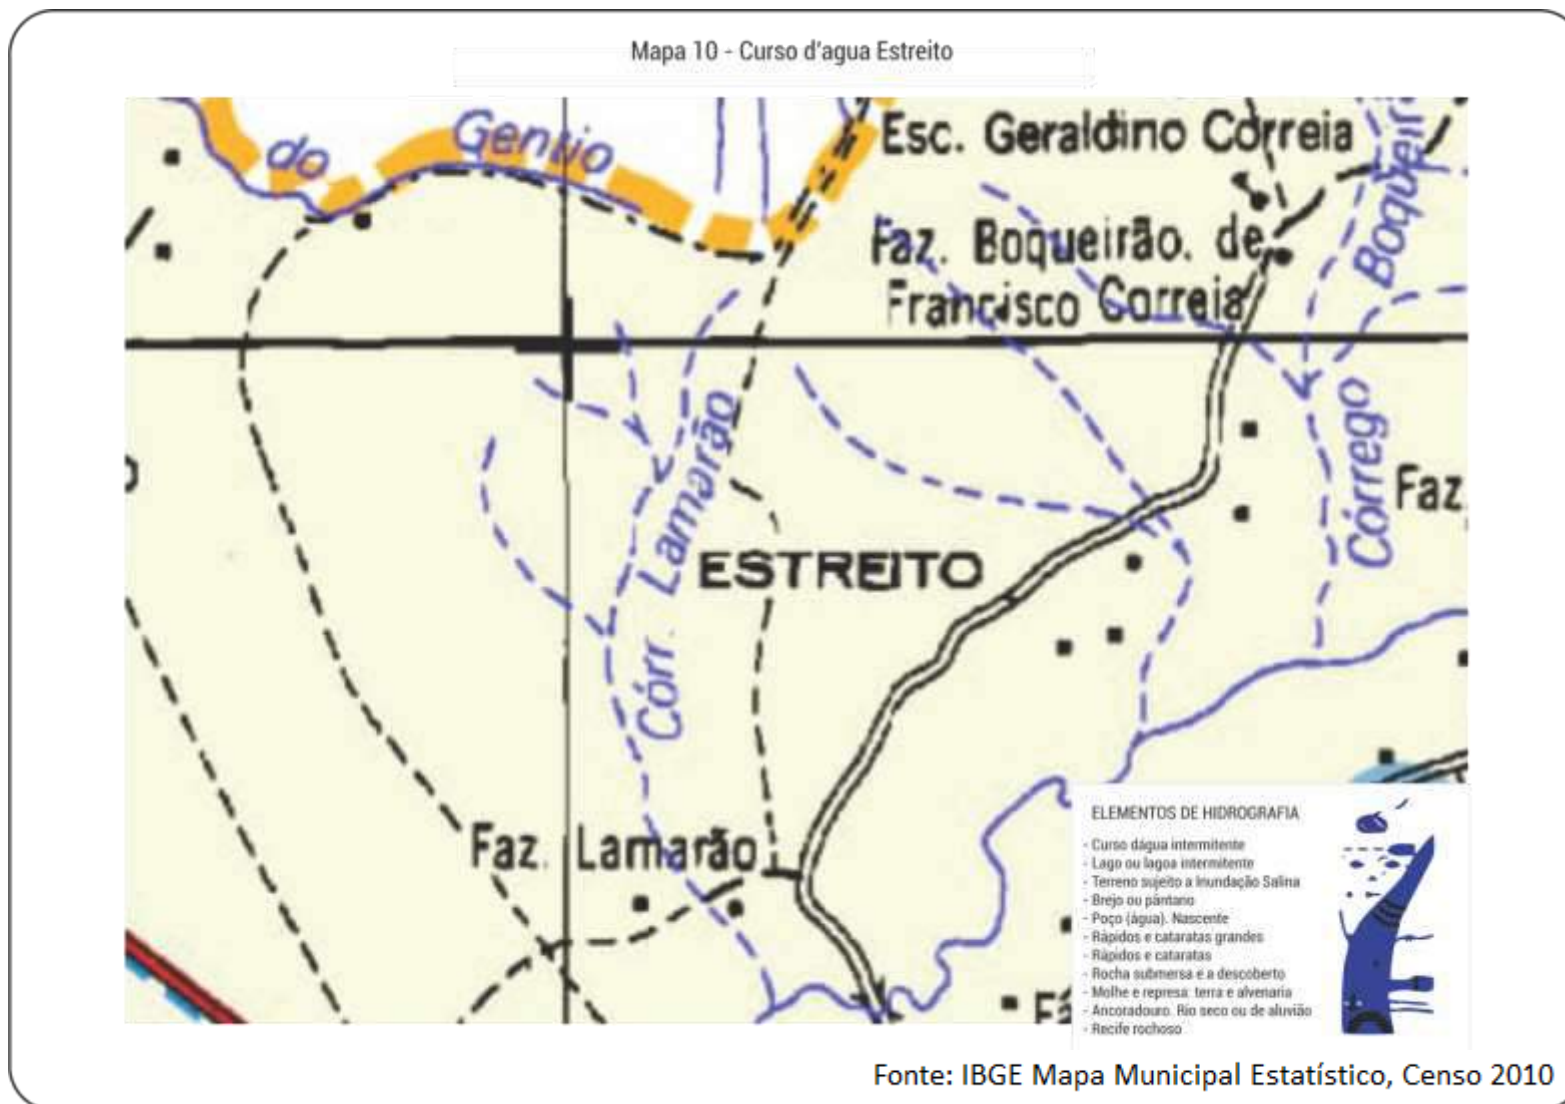 Mapa 10 - Curso d'agua Estreito
do Gentio
Esc. Geraldino Correia
Faz. Boqueirão. de
Francisco Correia
Córrego
Faz
Córr. Lamarão
ESTREITO
Faz. Lamarão
ELEMENTOS DE HIDROGRAFIA
- Curso dágua intermitente
- Lago ou lagoa intermitente
- Terreno sujeito a Inundação Salina
- Brejo ou pântano
- Poço (água). Nascente
- Rápidos e cataratas grandes
- Rápidos e cataratas
- Rocha submersa e a descoberto
- Molhe e represa: terra e alvenaria
- Ancoradouro. Rio seco ou de aluvião
- Recife rochoso
Fonte: IBGE Mapa Municipal Estatístico, Censo 2010